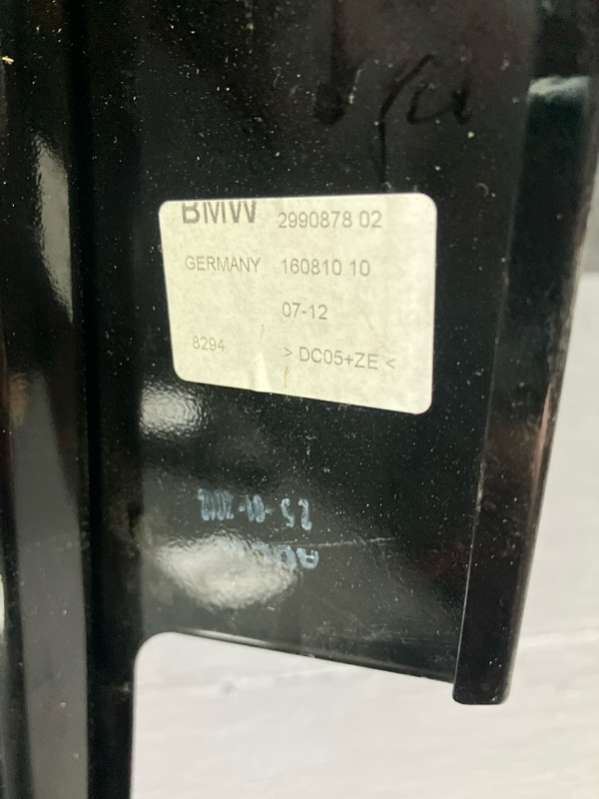 BMW 2990878 02
GERMANY 160810 10
07-12
8294 > DC05+ZE <
25-01-2012